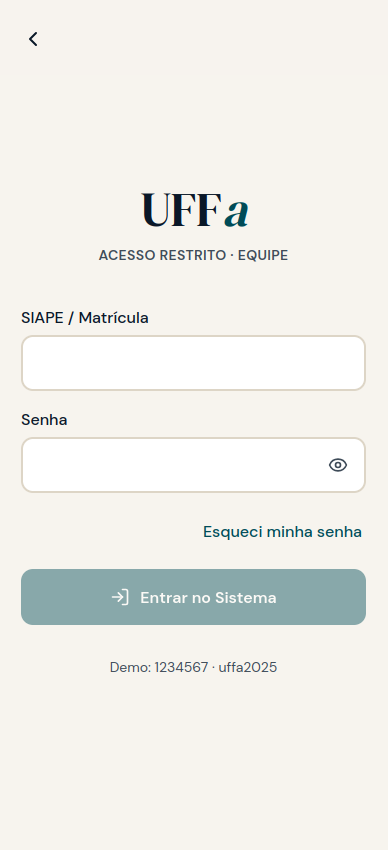 UFFa
ACESSO RESTRITO · EQUIPE
SIAPE / Matrícula
Senha
Esqueci minha senha
Entrar no Sistema
Demo: 1234567 · uffa2025